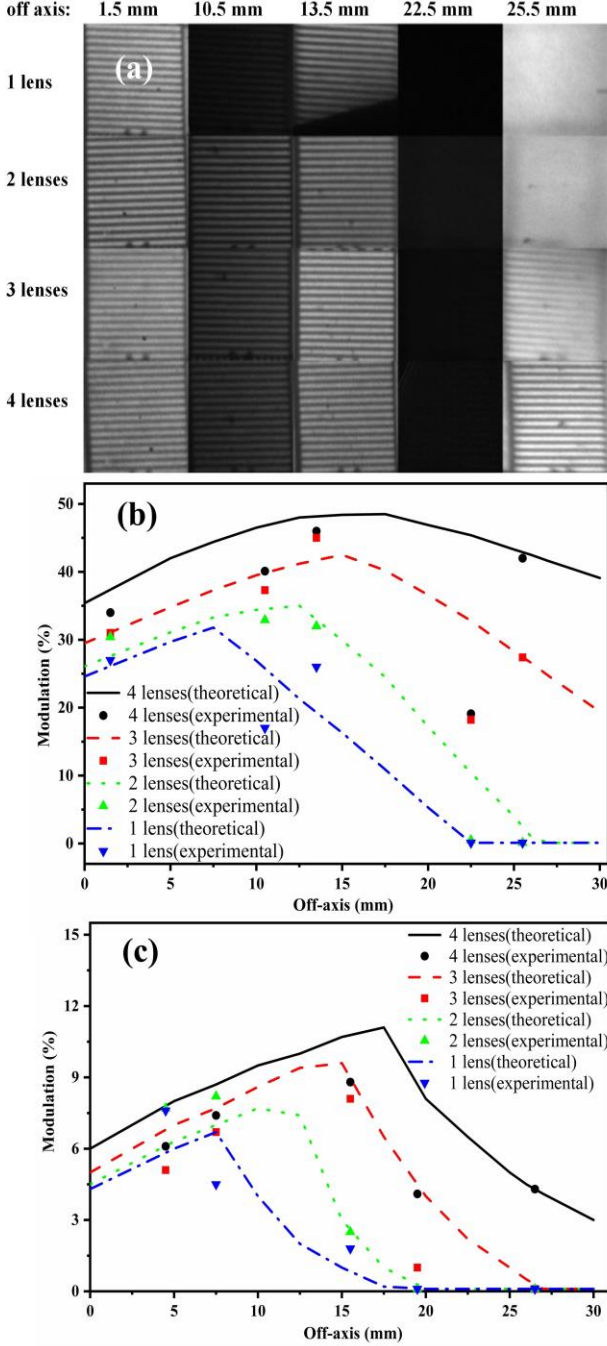 off axis: 1.5 mm 10.5 mm 13.5 mm 22.5 mm 25.5 mm
(a)
1 lens
2 lenses
3 lenses
4 lenses
(b)
50
40
30
20
10
0
Modulation (%)
4 lenses(theoretical)
4 lenses(experimental)
3 lenses(theoretical)
3 lenses(experimental)
2 lenses(theoretical)
2 lenses(experimental)
1 lens(theoretical)
1 lens(experimental)
0 5 10 15 20 25 30
Off-axis (mm)
(c)
15
12
9
6
3
0
Modulation (%)
4 lenses(theoretical)
4 lenses(experimental)
3 lenses(theoretical)
3 lenses(experimental)
2 lenses(theoretical)
2 lenses(experimental)
1 lens(theoretical)
1 lens(experimental)
0 5 10 15 20 25 30
Off-axis (mm)